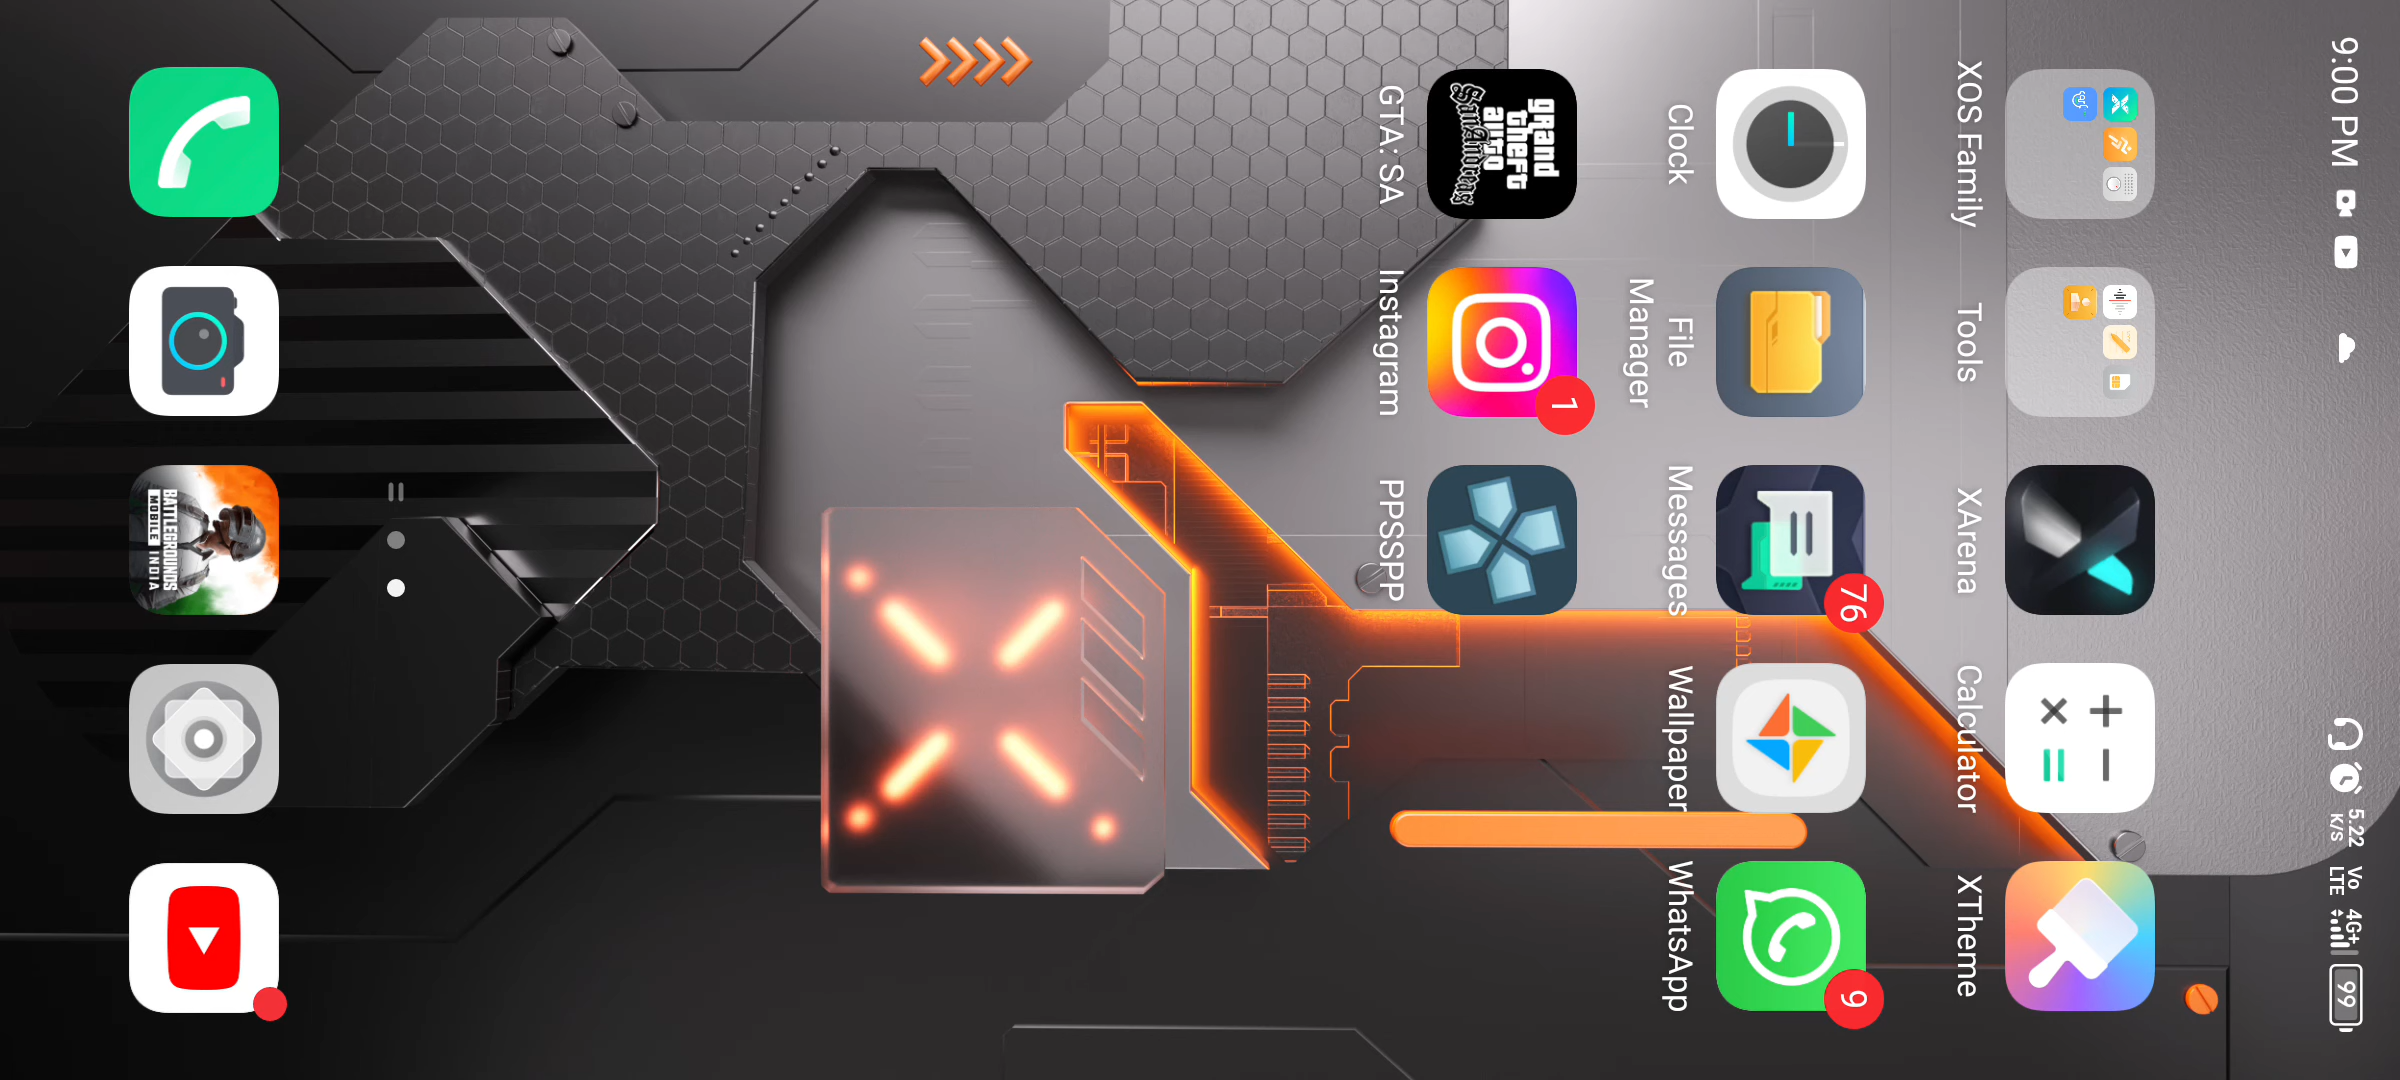 9:00 PM
5.22
K/S
Vo
LTE
4G+
99
XOS Family
Tools
XArena
Calculator
XTheme
76
9
Clock
File
Manager
Messages
Wallpaper
WhatsApp
grand
theft
auto
San Andreas
1
GTA: SA
Instagram
PPSSPP
BATTLEGROUNDS
MOBILE INDIA